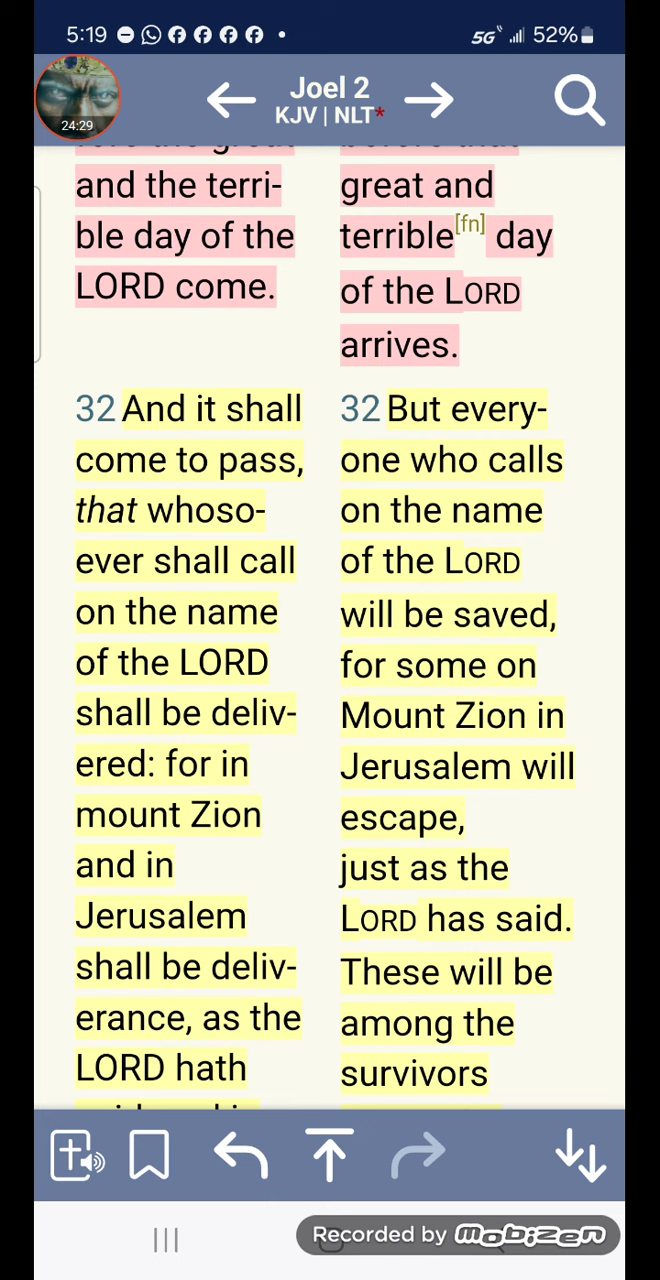 5:19
5G
52%
24:29
Joel 2
KJV | NLT*
and the terri-
ble day of the
LORD come.
great and
terrible[fn] day
of the LORD
arrives.
32 And it shall
come to pass,
that whoso-
ever shall call
on the name
of the LORD
shall be deliv-
ered: for in
mount Zion
and in
Jerusalem
shall be deliv-
erance, as the
LORD hath
32 But every-
one who calls
on the name
of the LORD
will be saved,
for some on
Mount Zion in
Jerusalem will
escape,
just as the
LORD has said.
These will be
among the
survivors
Recorded by mobizen